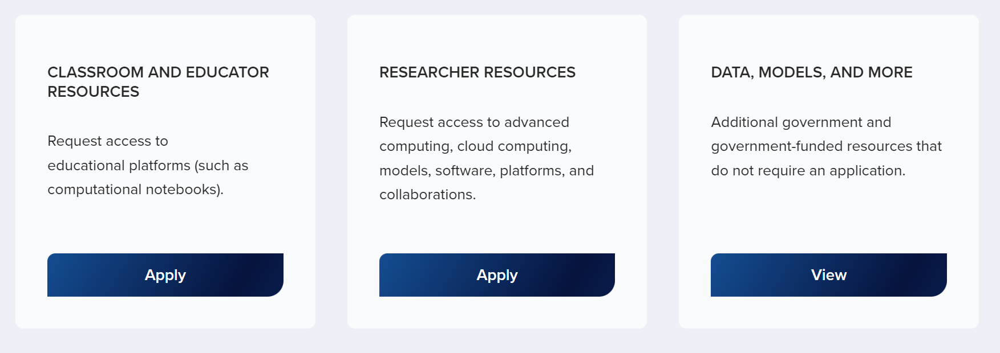 CLASSROOM AND EDUCATOR
RESOURCES
Request access to
educational platforms (such as
computational notebooks).
Apply
RESEARCHER RESOURCES
Request access to advanced
computing, cloud computing,
models, software, platforms, and
collaborations.
Apply
DATA, MODELS, AND MORE
Additional government and
government-funded resources that
do not require an application.
View